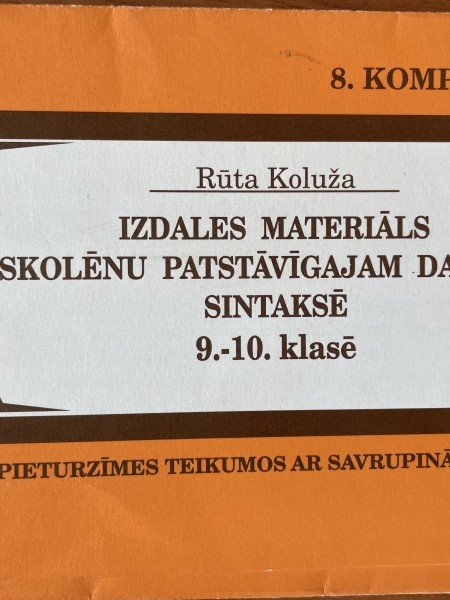 8. KOMP
Rūta Koluža
IZDALES MATERIĀLS
SKOLĒNU PATSTĀVĪGAJAM DA
SINTAKSĒ
9.-10. klasē
PIETURZĪMES TEIKUMOS AR SAVRUPINĀ